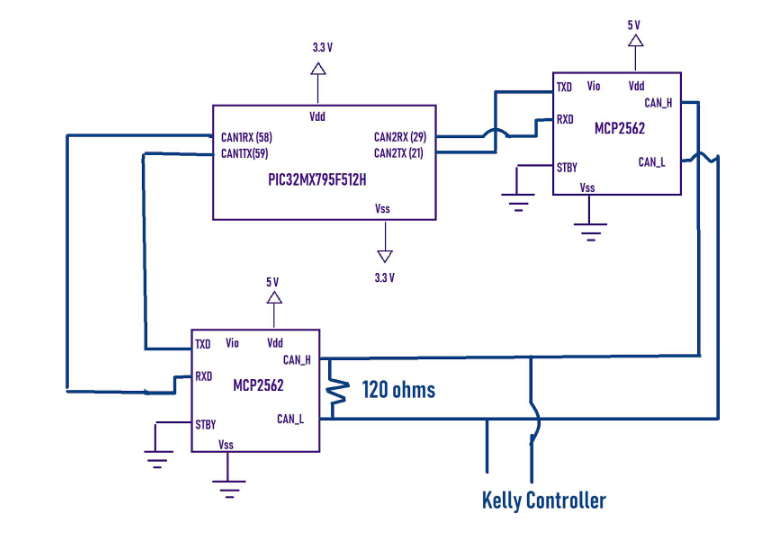 5 V
3.3 V
TXD Vio Vdd
CAN_H
Vdd
RXD MCP2562
CAN1RX (58) CAN2RX (29)
CAN1TX(59) CAN2TX (21)
STBY CAN_L
PIC32MX795F512H
Vss
Vss
3.3 V
5 V
TXD Vio Vdd
CAN_H
RXD
MCP2562 120 ohms
STBY CAN_L
Vss
Kelly Controller